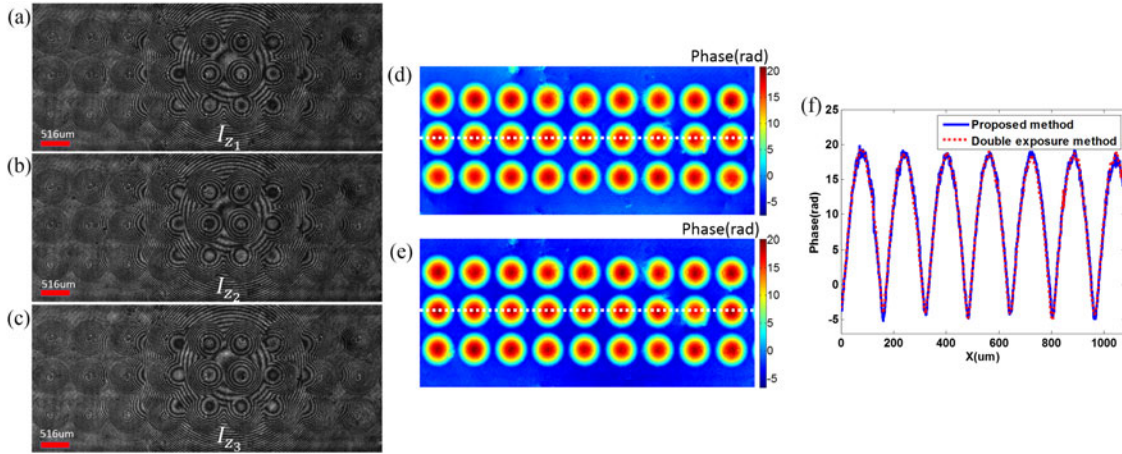 (a)
516um
I_{z_1}
(b)
516um
I_{z_2}
(c)
516um
I_{z_3}
(d)
Phase(rad)
20
15
10
5
0
-5
(e)
Phase(rad)
20
15
10
5
0
-5
(f)
Proposed method
Double exposure method
Phase(rad)
25
20
15
10
5
0
-5
0
200
400
600
800
1000
X(um)